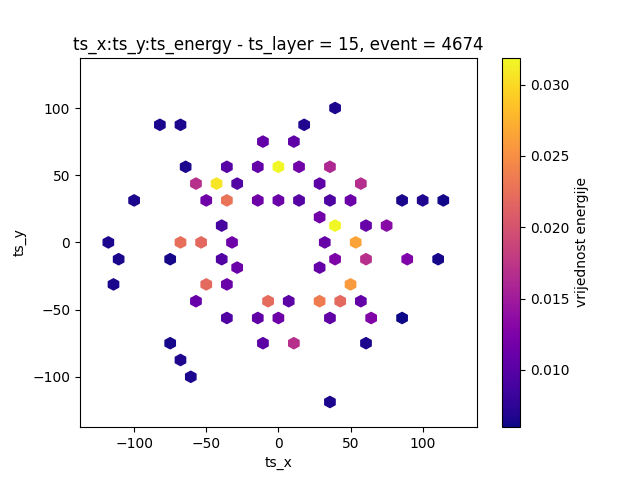 ts_x:ts_y:ts_energy - ts_layer = 15, event = 4674
100
50
0
−50
−100
ts_y
−100 −50 0 50 100
ts_x
0.030
0.025
0.020
0.015
0.010
vrijednost energije